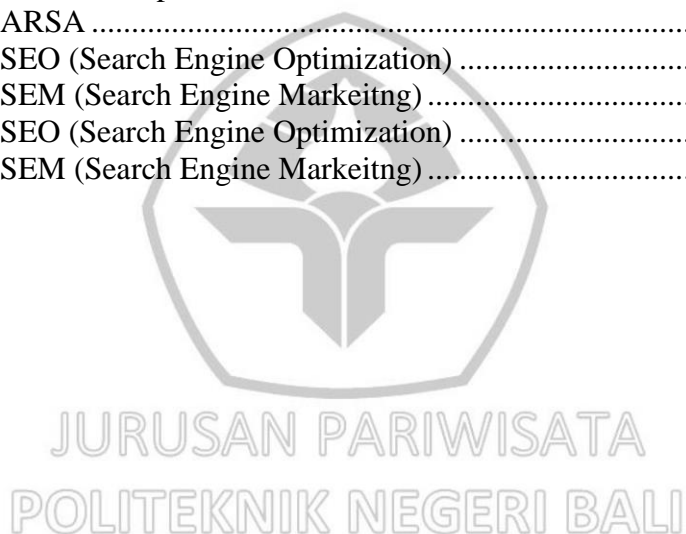 ARSA ................................................................................
SEO (Search Engine Optimization) ..............................
SEM (Search Engine Markeitng) ..................................
SEO (Search Engine Optimization) ..............................
SEM (Search Engine Markeitng) ..................................
JURUSAN PARIWISATA
POLITEKNIK NEGERI BALI